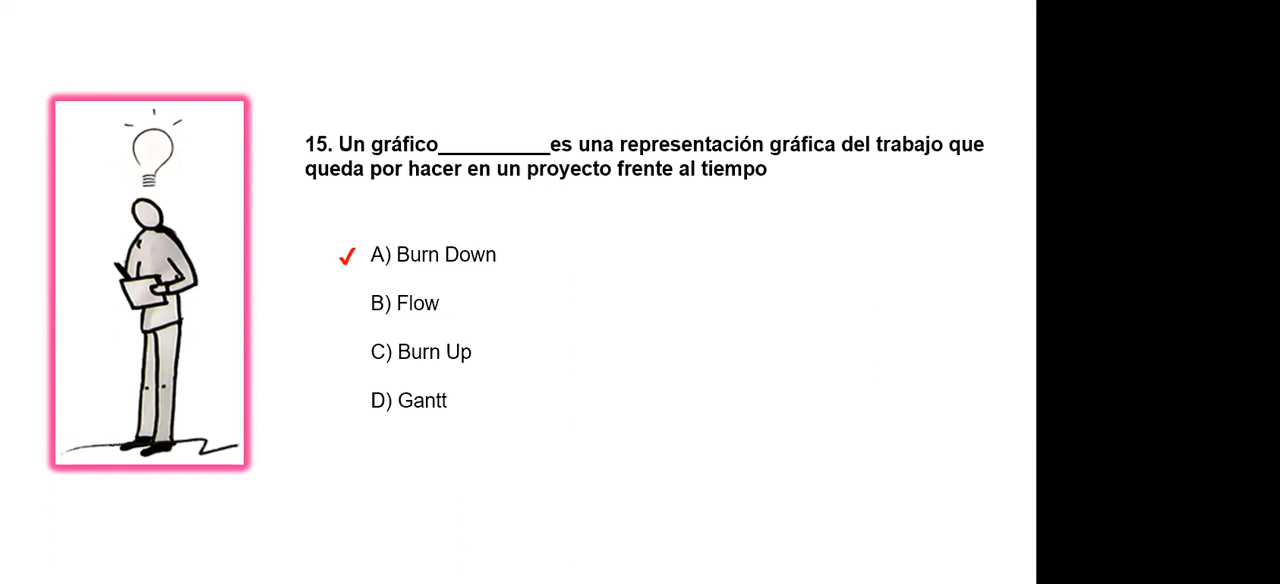 15. Un gráfico__________es una representación gráfica del trabajo que
queda por hacer en un proyecto frente al tiempo
A) Burn Down
B) Flow
C) Burn Up
D) Gantt